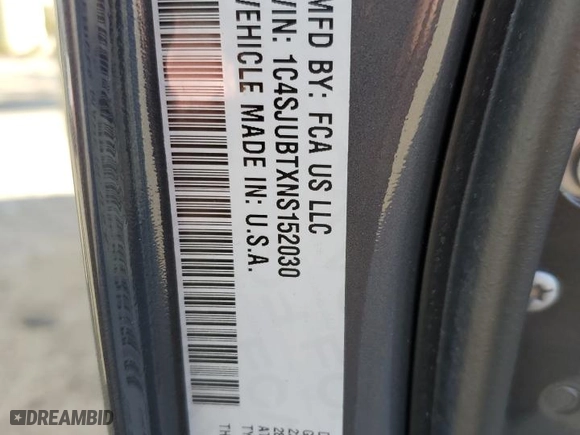 MFD BY: FCA US LLC
VIN: 1C4SJUBTXNS152030
VEHICLE MADE IN: U.S.A.
DREAMBID